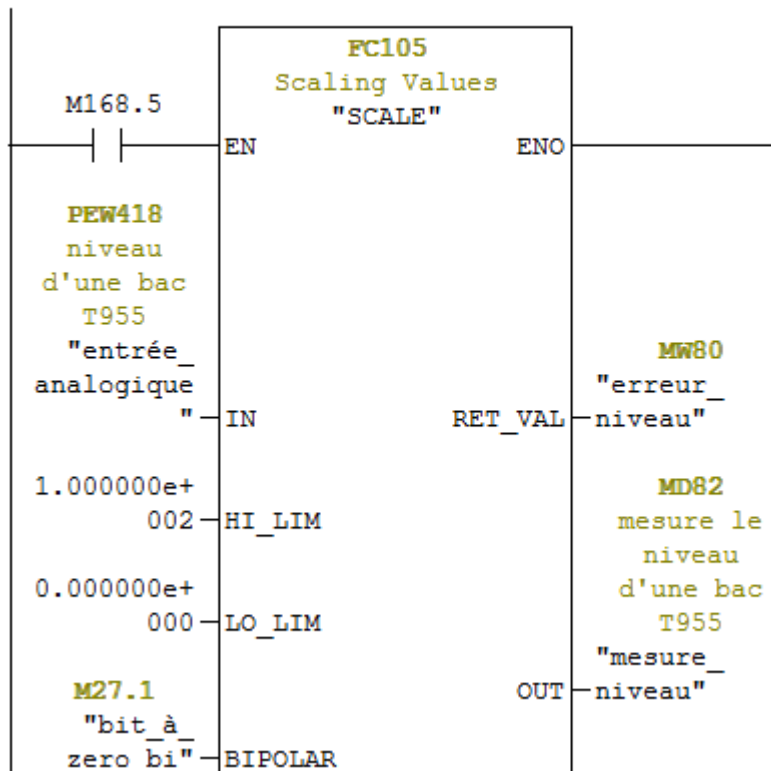 FC105
Scaling Values
"SCALE"
M168.5
EN
ENO
PEW418
niveau
d'une bac
T955
"entrée_
analogique
"
IN
RET_VAL
MW80
"erreur_
niveau"
1.000000e+
002
HI_LIM
0.000000e+
000
LO_LIM
MD82
mesure le
niveau
d'une bac
T955
"mesure_
niveau"
OUT
M27.1
"bit_à_
zero bi"
BIPOLAR